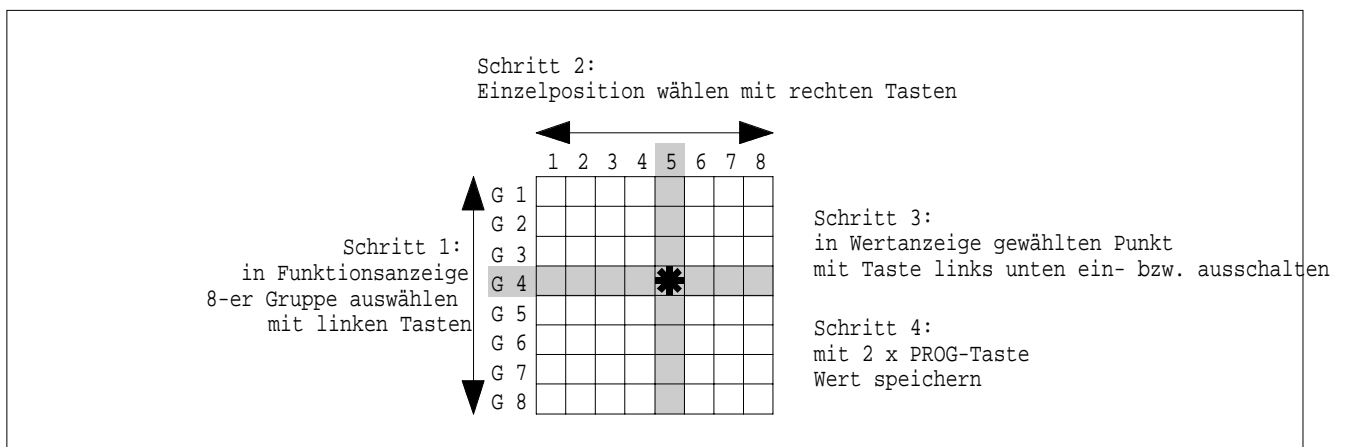 Schritt 2:
Einzelposition wählen mit rechten Tasten
1 2 3 4 5 6 7 8
G 1
G 2
G 3
G 4
G 5
G 6
G 7
G 8
Schritt 1:
in Funktionsanzeige
8-er Gruppe auswählen
mit linken Tasten
Schritt 3:
in Wertanzeige gewählten Punkt
mit Taste links unten ein- bzw. ausschalten
Schritt 4:
mit 2 x PROG-Taste
Wert speichern